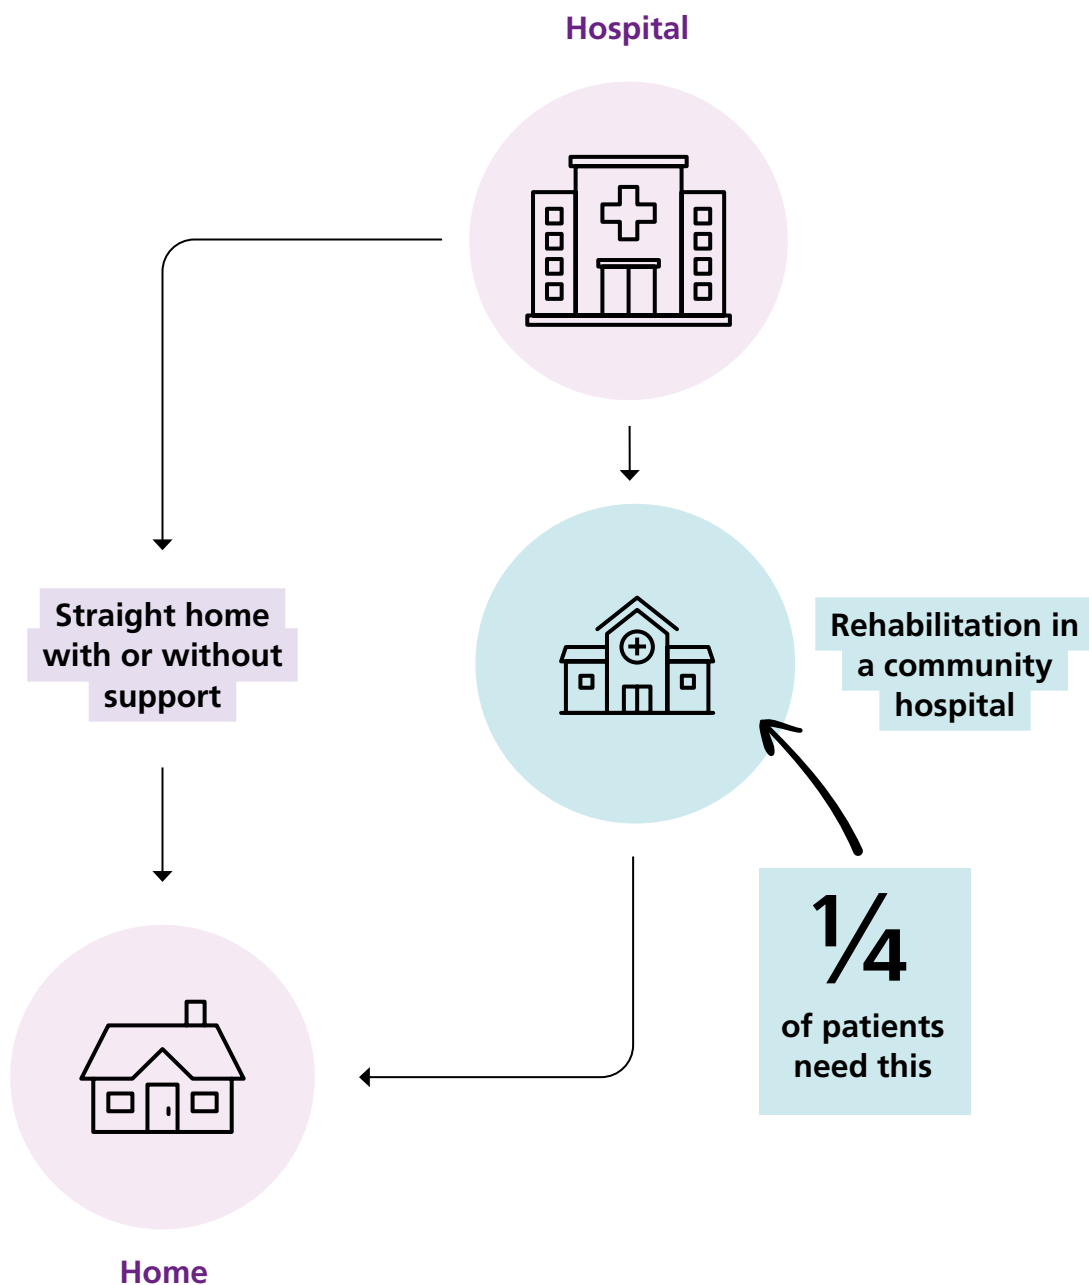 Hospital
Straight home
with or without
support
Rehabilitation in
a community
hospital
¼
of patients
need this
Home